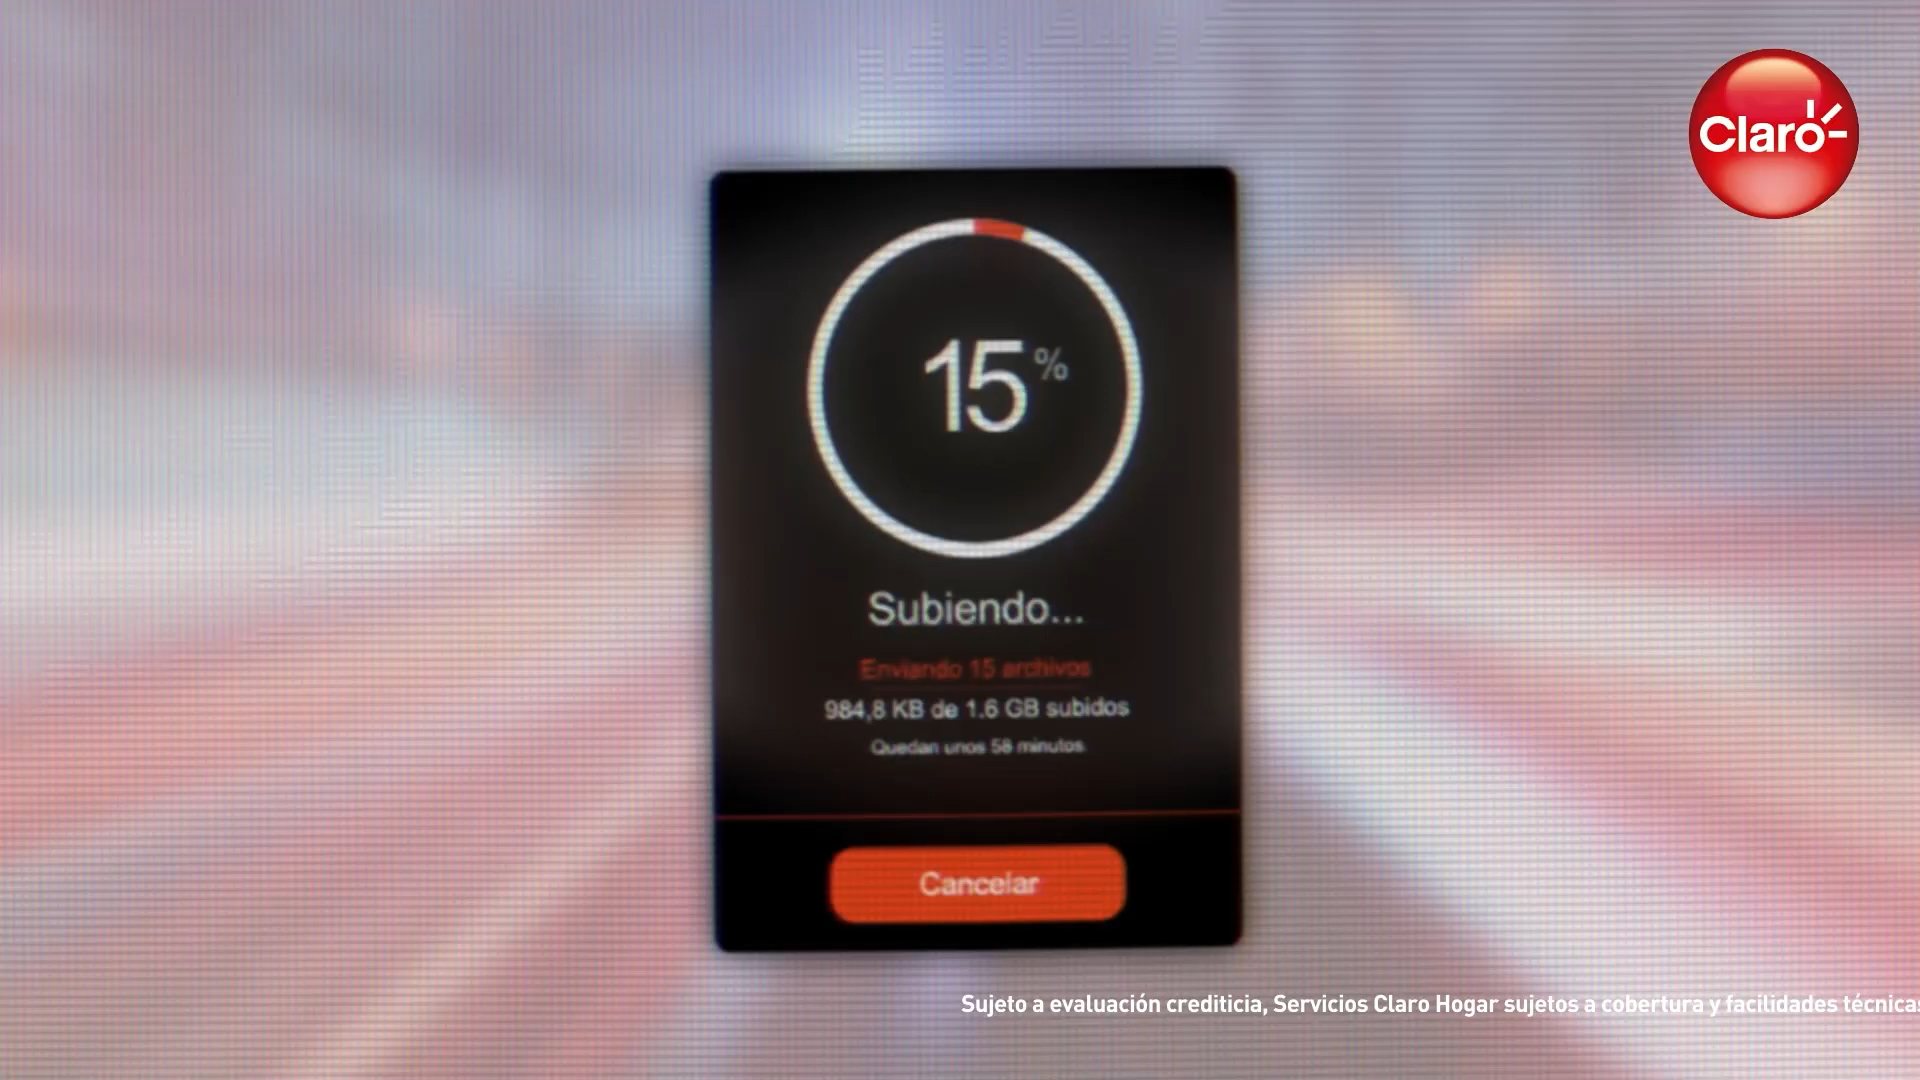 Claro
15%
Subiendo...
Enviando 15 archivos
984,8 KB de 1.6 GB subidos
Quedan unos 58 minutos
Cancelar
Sujeto a evaluación crediticia, Servicios Claro Hogar sujetos a cobertura y facilidades técnicas